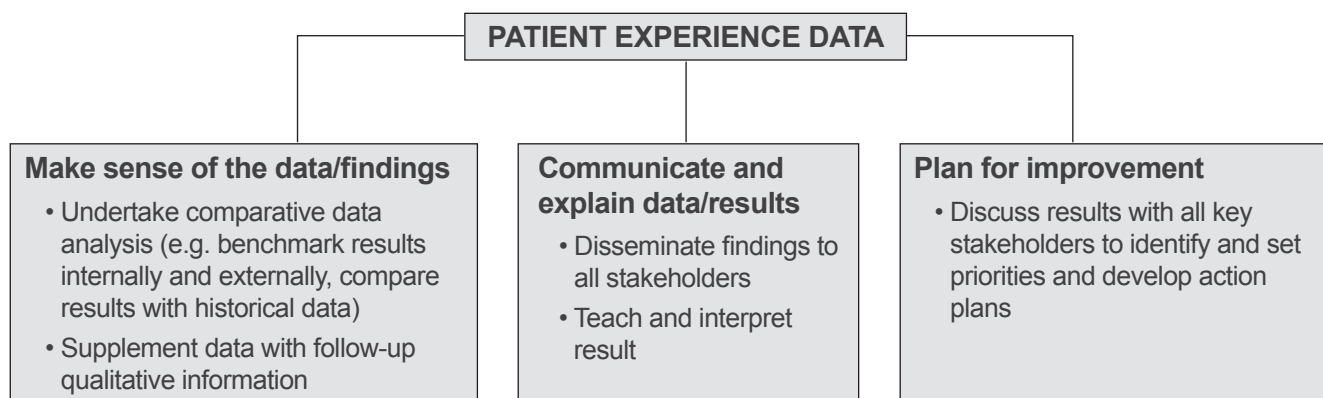 PATIENT EXPERIENCE DATA
Make sense of the data/findings
• Undertake comparative data
analysis (e.g. benchmark results
internally and externally, compare
results with historical data)
• Supplement data with follow-up
qualitative information
Communicate and
explain data/results
• Disseminate findings to
all stakeholders
• Teach and interpret
result
Plan for improvement
• Discuss results with all key
stakeholders to identify and set
priorities and develop action
plans